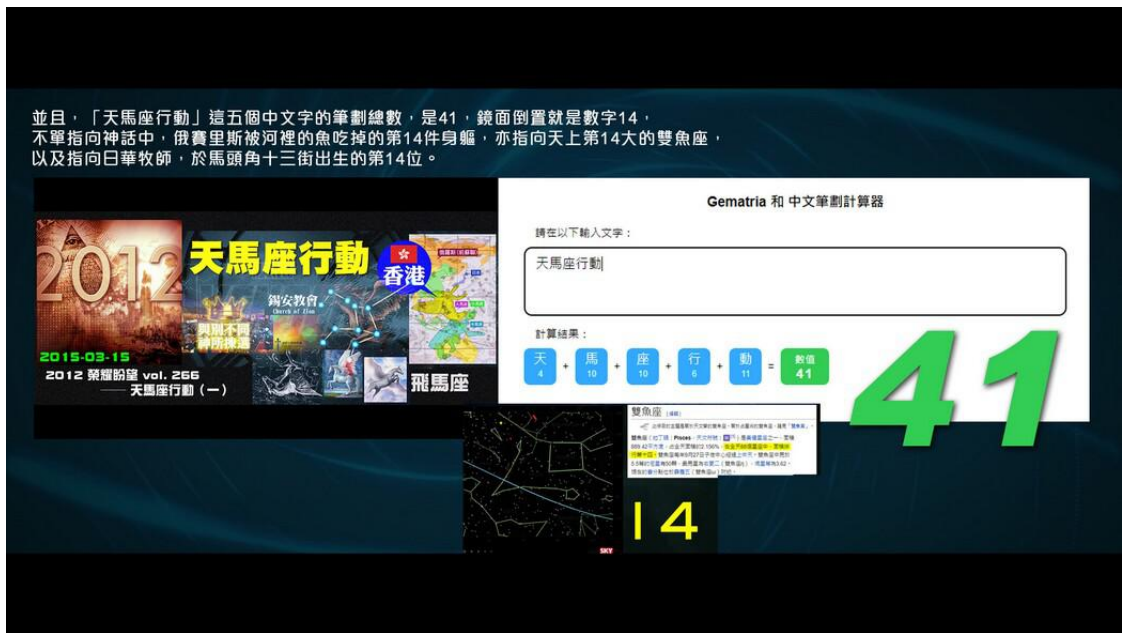 並且，「天馬座行動」這五個中文字的筆劃總數，是41，鏡面倒置就是數字14，
不單指向神話中，俄賽里斯被河裡的魚吃掉的第14件身軀，亦指向天上第14大的雙魚座，
以及指向日華牧師，於馬頭角十三街出生的第14位。
2012
天馬座行動
香港
錫安教會
Church of Zion
與別不同
神所揀選
2015-03-15
2012 榮耀盼望 vol. 266
—— 天馬座行動（一）
飛馬座
Gematria 和 中文筆劃計算器
請在以下輸入文字：
天馬座行動
計算結果：
天 + 馬 + 座 + 行 + 動 = 數值
4 10 10 6 11 41
41
雙魚座
SKY
14